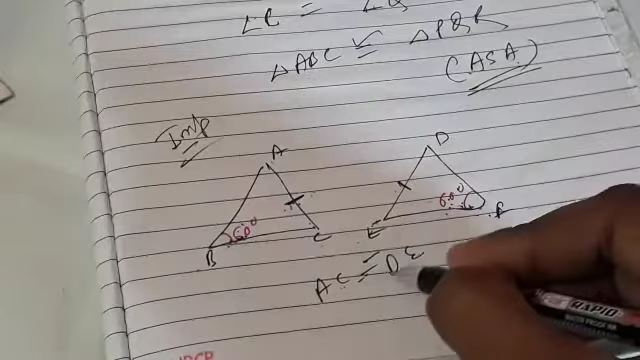 ∠C = ∠Q
△ABC ≅ △PQR
(ASA)
Imp
A
D
60°
60°
B
C
E
F
AC = DE
RAPID